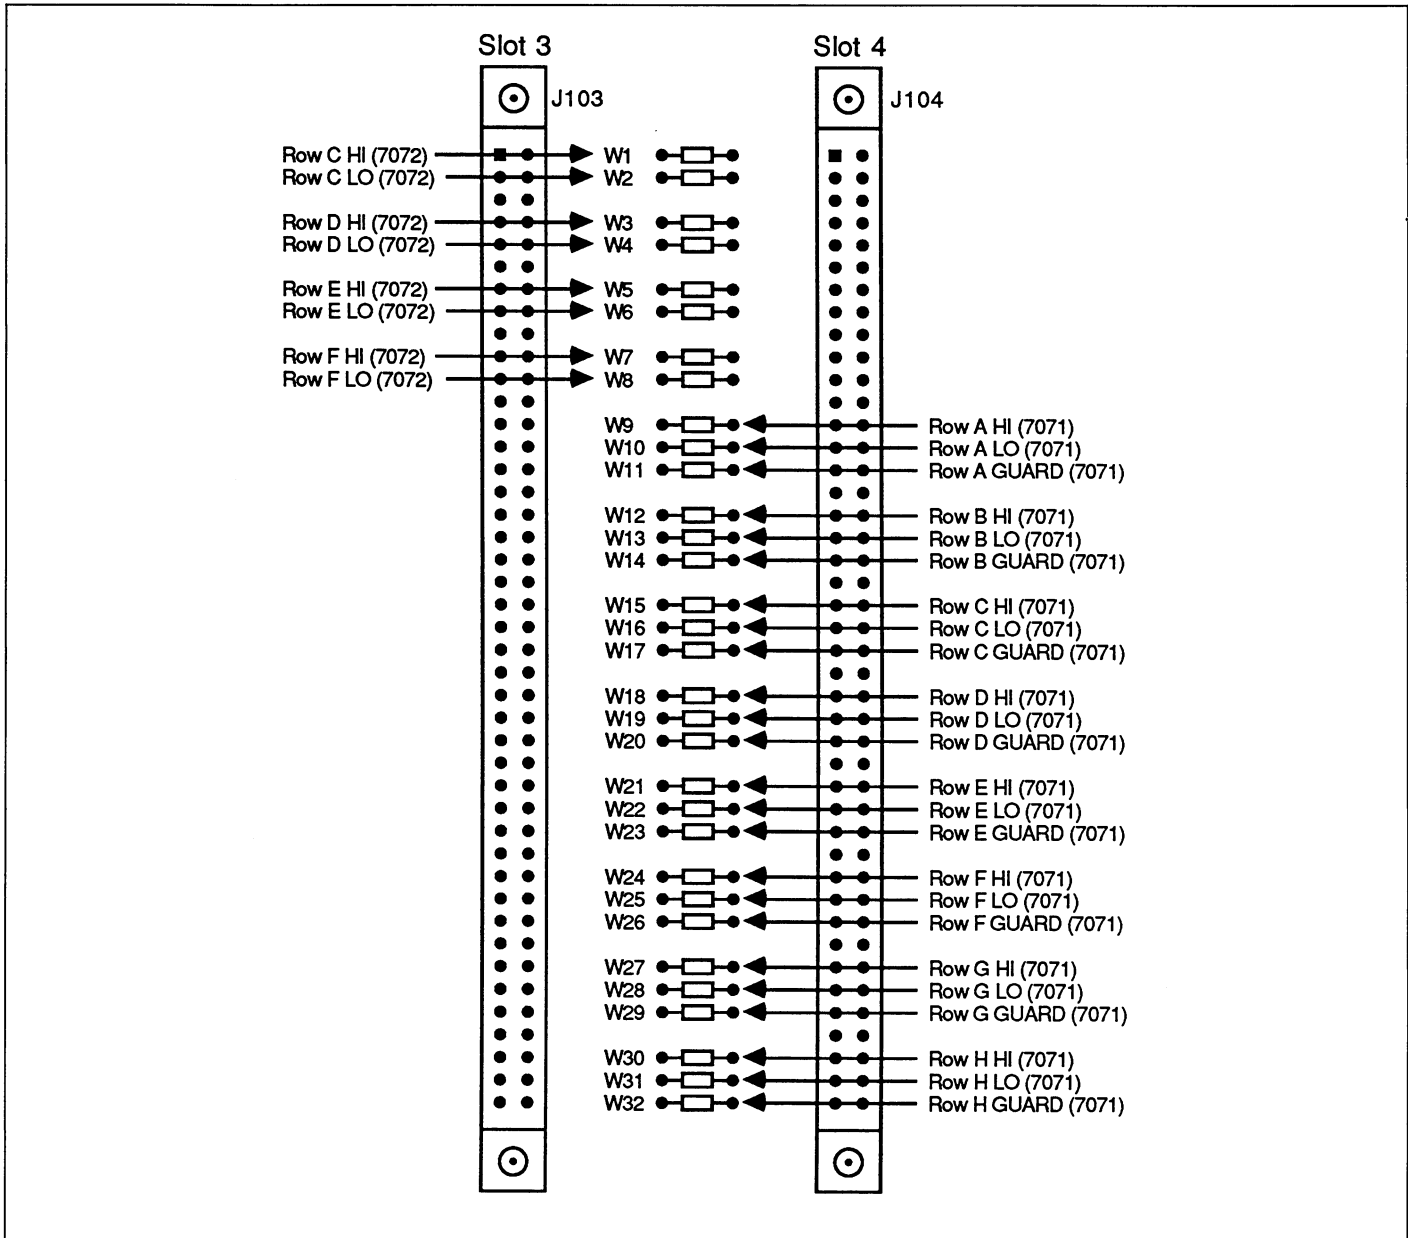 Slot 3 Slot 4
J103 J104
Row C HI (7072) W1
Row C LO (7072) W2
Row D HI (7072) W3
Row D LO (7072) W4
Row E HI (7072) W5
Row E LO (7072) W6
Row F HI (7072) W7
Row F LO (7072) W8
W9 Row A HI (7071)
W10 Row A LO (7071)
W11 Row A GUARD (7071)
W12 Row B HI (7071)
W13 Row B LO (7071)
W14 Row B GUARD (7071)
W15 Row C HI (7071)
W16 Row C LO (7071)
W17 Row C GUARD (7071)
W18 Row D HI (7071)
W19 Row D LO (7071)
W20 Row D GUARD (7071)
W21 Row E HI (7071)
W22 Row E LO (7071)
W23 Row E GUARD (7071)
W24 Row F HI (7071)
W25 Row F LO (7071)
W26 Row F GUARD (7071)
W27 Row G HI (7071)
W28 Row G LO (7071)
W29 Row G GUARD (7071)
W30 Row H HI (7071)
W31 Row H LO (7071)
W32 Row H GUARD (7071)